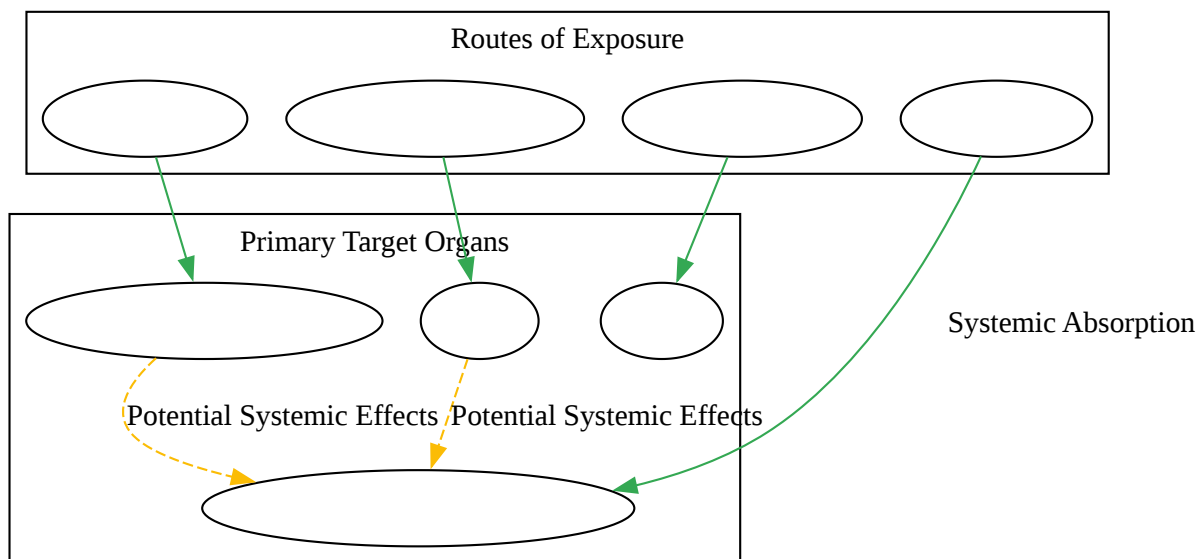 Routes of Exposure
Primary Target Organs
Systemic Absorption
Potential Systemic Effects
Potential Systemic Effects